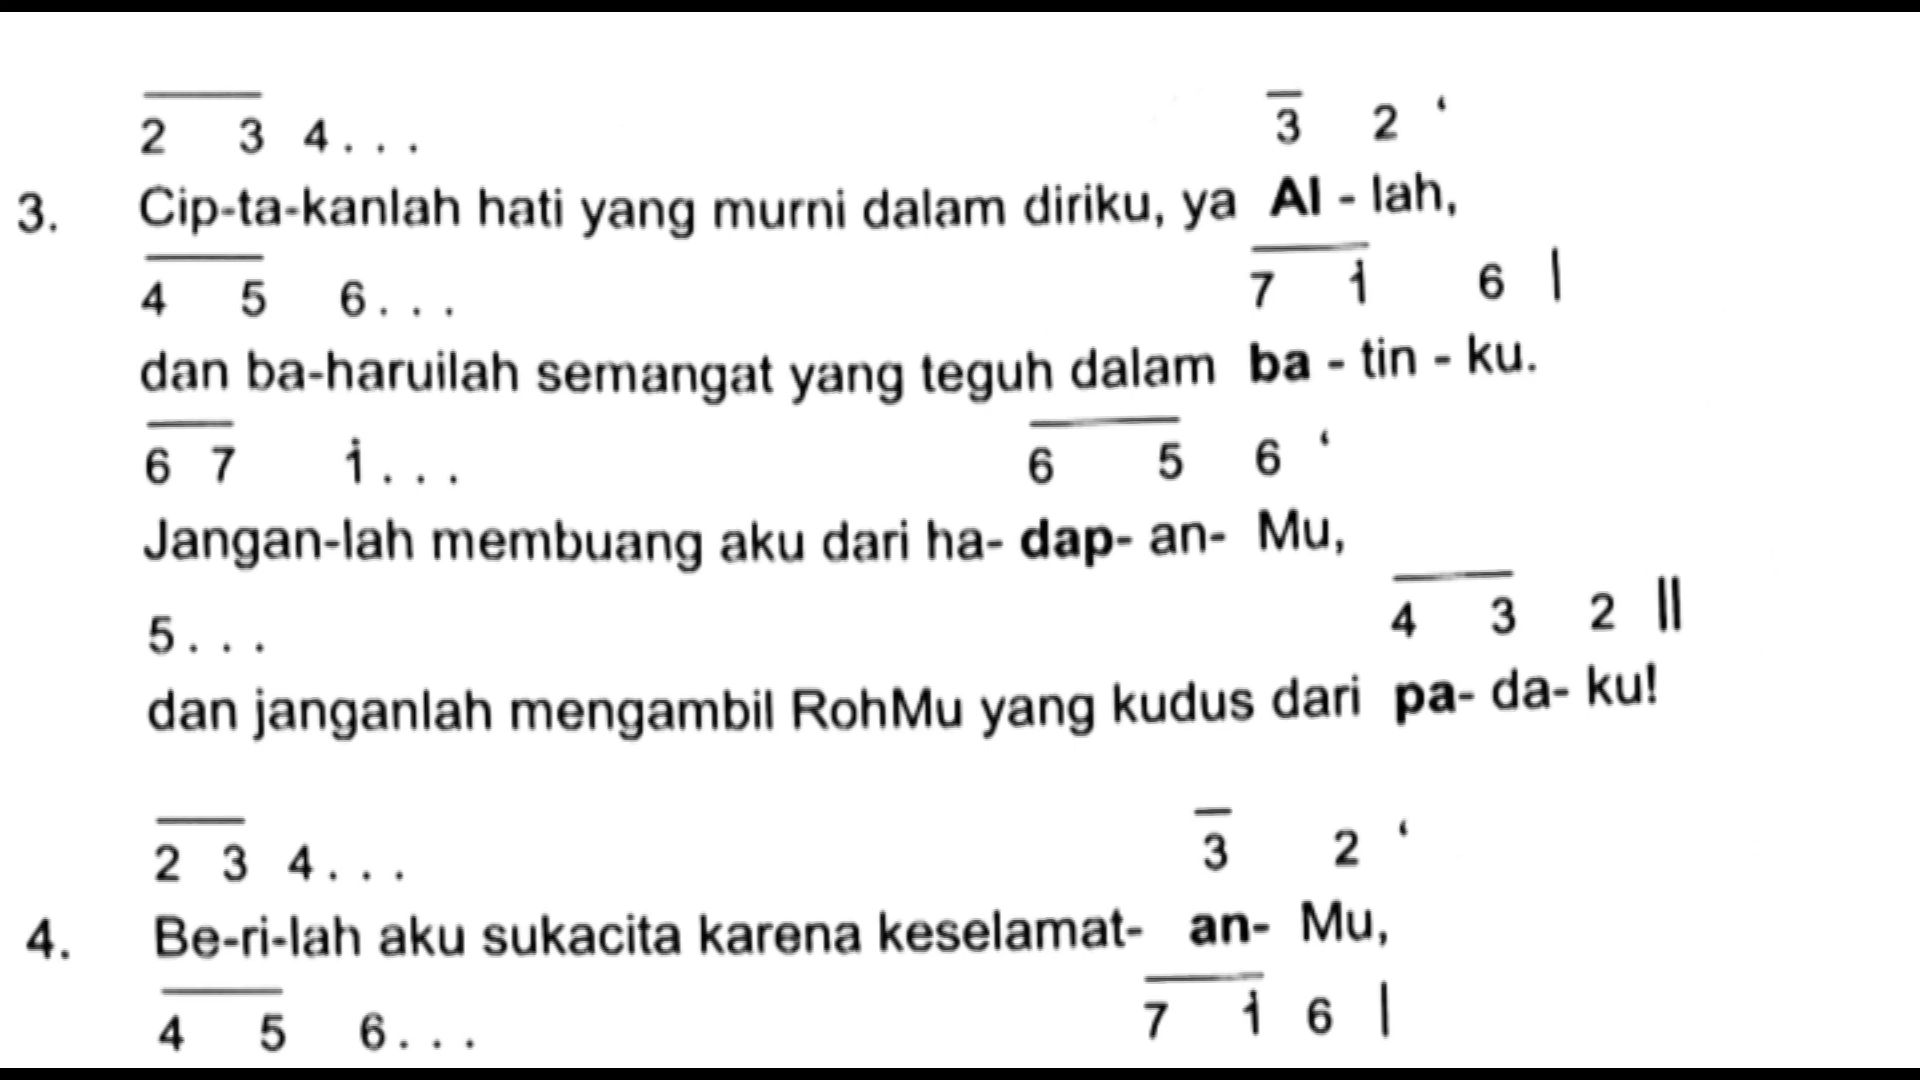 2 3 4 . . . 3 2 ‘
3. Cip-ta-kanlah hati yang murni dalam diriku, ya Al - lah,
4 5 6 . . . 7 1̇ 6 |
dan ba-haruilah semangat yang teguh dalam ba - tin - ku.
6 7 1̇ . . . 6 5 6 ‘
Jangan-lah membuang aku dari ha- dap- an- Mu,
5 . . . 4 3 2 ||
dan janganlah mengambil RohMu yang kudus dari pa- da- ku!
2 3 4 . . . 3 2 ‘
4. Be-ri-lah aku sukacita karena keselamat- an- Mu,
4 5 6 . . . 7 1̇ 6 |